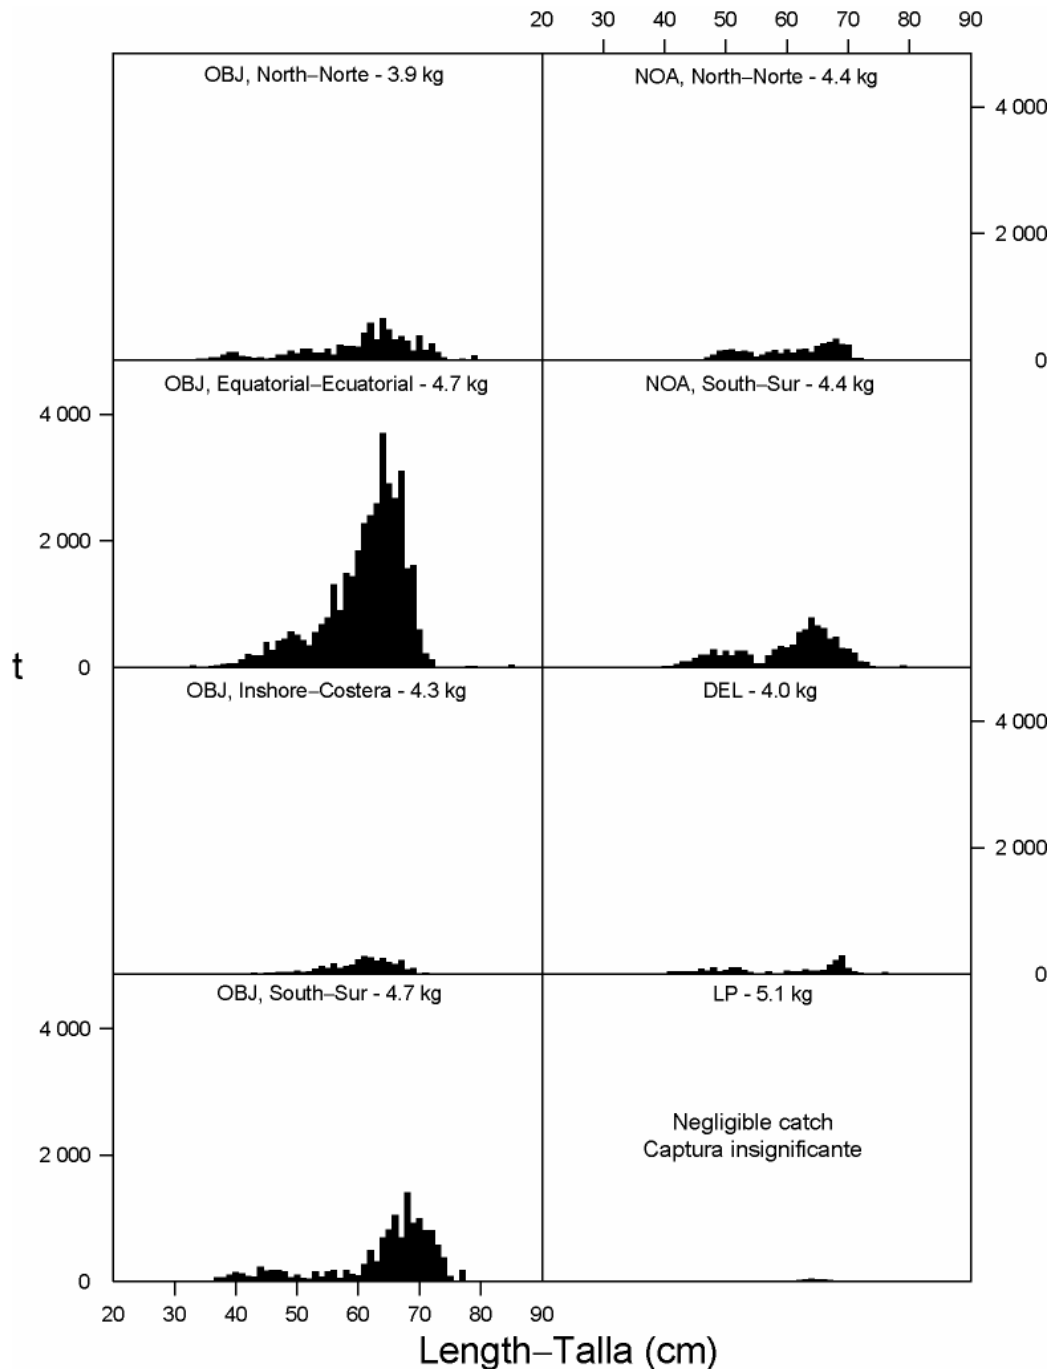 20 30 40 50 60 70 80 90
OBJ, North–Norte - 3.9 kg
NOA, North–Norte - 4.4 kg
4 000
2 000
0
OBJ, Equatorial–Ecuatorial - 4.7 kg
NOA, South–Sur - 4.4 kg
4 000
2 000
0
t
OBJ, Inshore–Costera - 4.3 kg
DEL - 4.0 kg
4 000
2 000
0
OBJ, South–Sur - 4.7 kg
LP - 5.1 kg
4 000
2 000
0
Negligible catch
Captura insignificante
20 30 40 50 60 70 80 90
Length–Talla (cm)